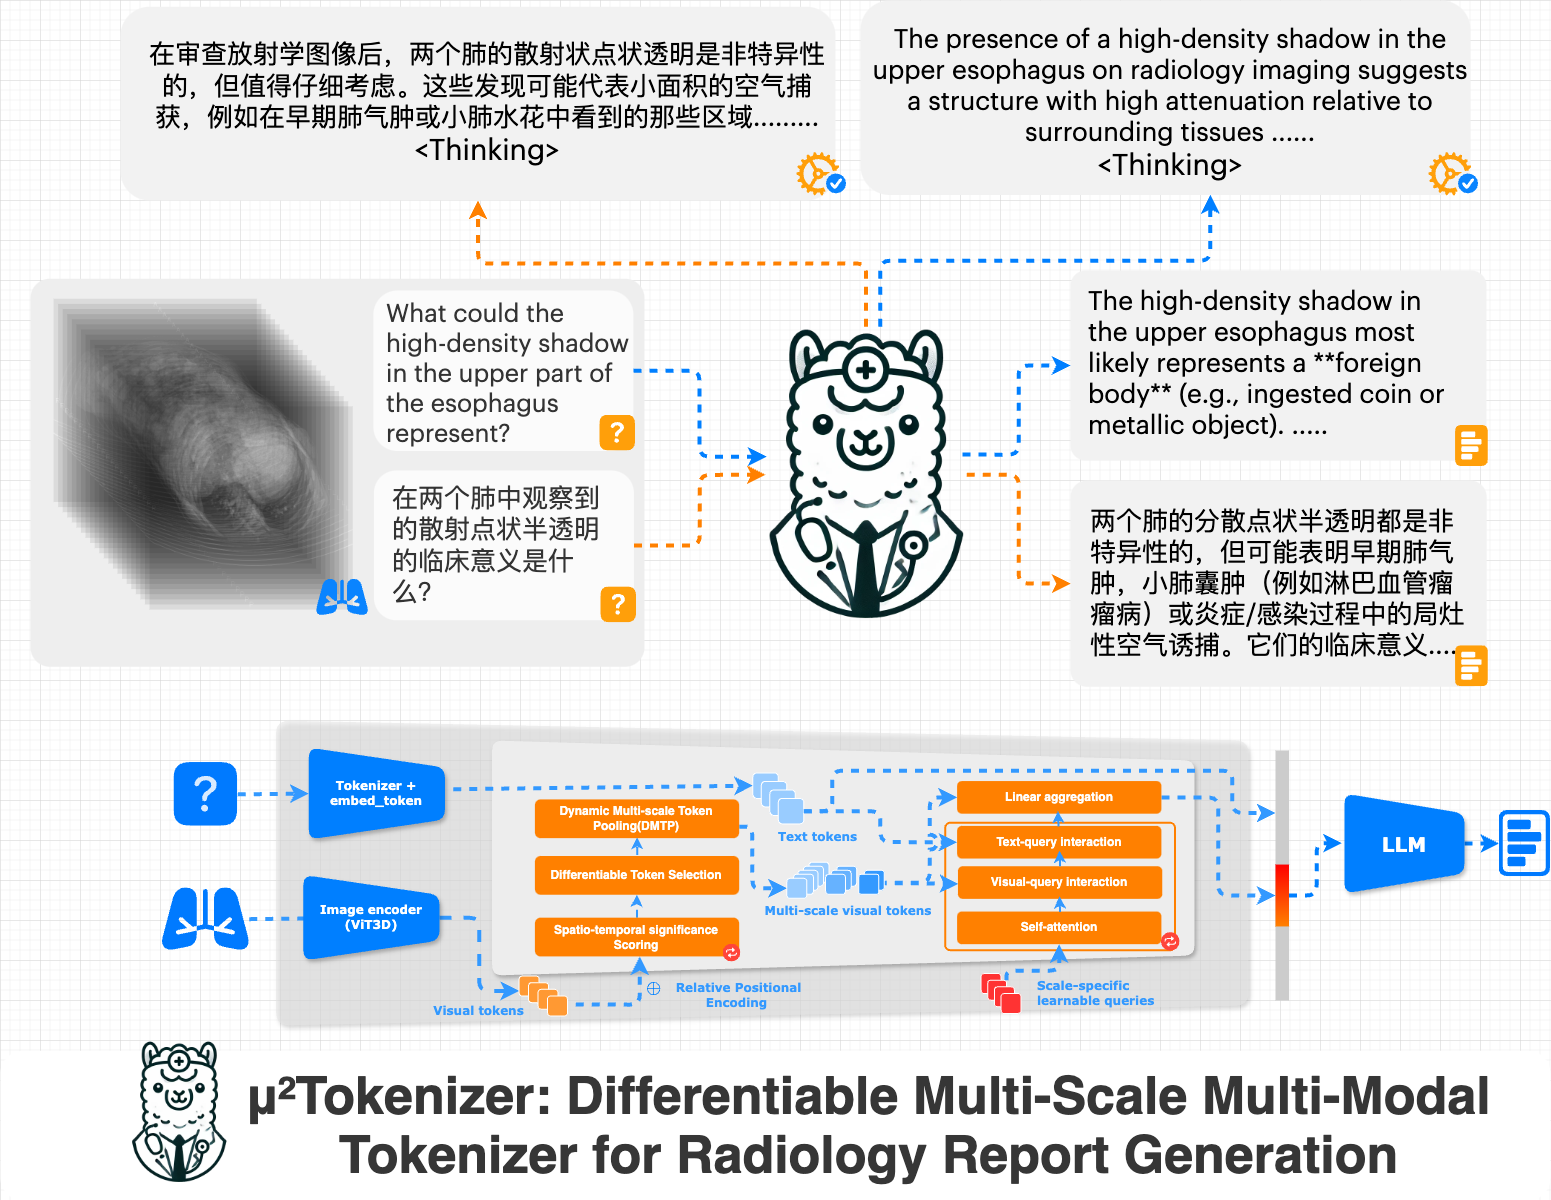 在审查放射学图像后，两个肺的散射状点状透明是非特异性
的，但值得仔细考虑。这些发现可能代表小面积的空气捕
获，例如在早期肺气肿或小肺水花中看到的那些区域.........
<Thinking>
The presence of a high-density shadow in the
upper esophagus on radiology imaging suggests
a structure with high attenuation relative to
surrounding tissues ......
<Thinking>
What could the
high-density shadow
in the upper part of
the esophagus
represent?
?
在两个肺中观察到
的散射点状半透明
的临床意义是什
么?
?
The high-density shadow in
the upper esophagus most
likely represents a **foreign
body** (e.g., ingested coin or
metallic object). .....
两个肺的分散点状半透明都是非
特异性的，但可能表明早期肺气
肿，小肺囊肿（例如淋巴血管瘤
瘤病）或炎症/感染过程中的局灶
性空气诱捕。它们的临床意义....
?
Tokenizer +
embed_token
Image encoder
(ViT3D)
Visual tokens
Dynamic Multi-scale Token
Pooling(DMTP)
Differentiable Token Selection
Spatio-temporal significance
Scoring
Relative Positional
Encoding
Text tokens
Multi-scale visual tokens
Linear aggregation
Text-query interaction
Visual-query interaction
Self-attention
Scale-specific
learnable queries
LLM
μ²Tokenizer: Differentiable Multi-Scale Multi-Modal
Tokenizer for Radiology Report Generation